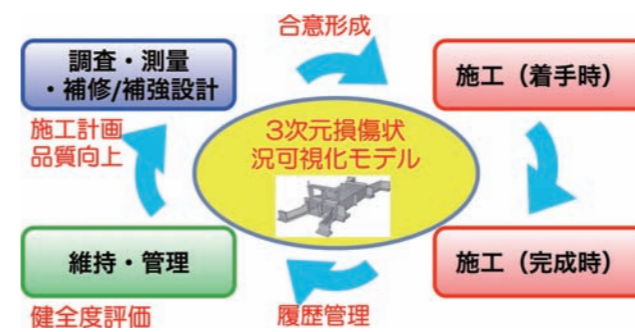 合意形成
調査・測量
・補修/補強設計
施工（着手時）
施工計画
品質向上
3次元損傷状
況可視化モデル
維持・管理
施工（完成時）
健全度評価
履歴管理